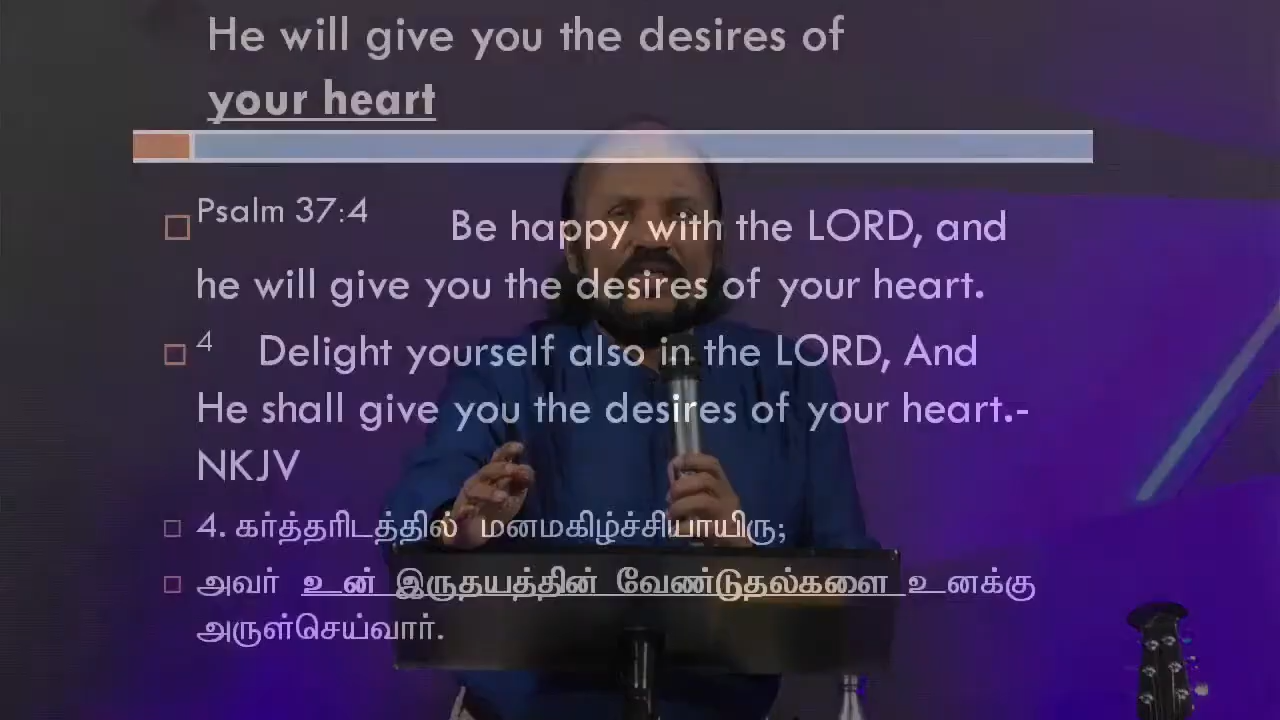 He will give you the desires of
your heart
Psalm 37:4 Be happy with the LORD, and
he will give you the desires of your heart.
4 Delight yourself also in the LORD, And
He shall give you the desires of your heart.-
NKJV
4. கர்த்தரிடத்தில் மனமகிழ்ச்சியாயிரு;
அவர் உன் இருதயத்தின் வேண்டுதல்களை உனக்கு
அருள்செய்வார்.